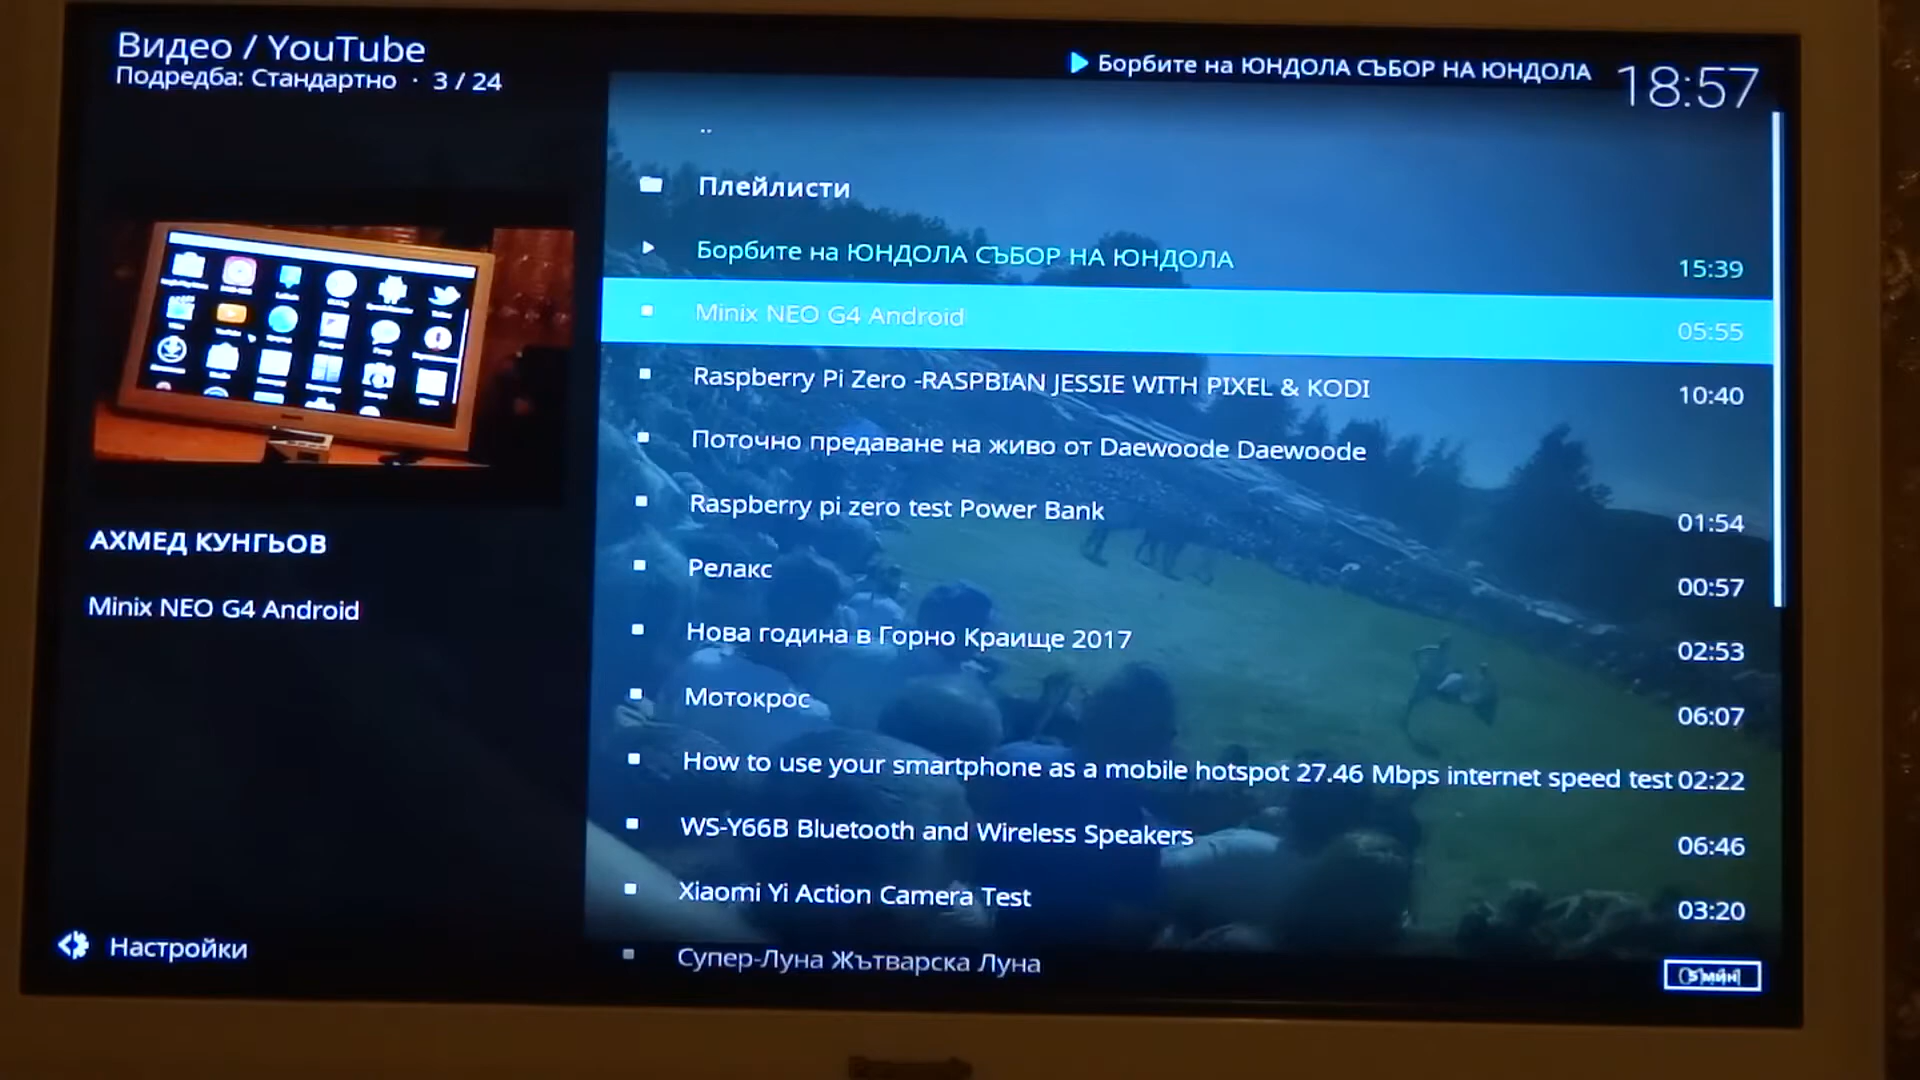 Видео / YouTube
Подредба: Стандартно · 3 / 24
Борбите на ЮНДОЛА СЪБОР НА ЮНДОЛА
18:57
..
Плейлисти
Борбите на ЮНДОЛА СЪБОР НА ЮНДОЛА 15:39
Minix NEO G4 Android 05:55
Raspberry Pi Zero -RASPBIAN JESSIE WITH PIXEL & KODI 10:40
Поточно предаване на живо от Daewoode Daewoode
Raspberry pi zero test Power Bank 01:54
Релакс 00:57
Нова година в Горно Краище 2017 02:53
Мотокрос 06:07
How to use your smartphone as a mobile hotspot 27.46 Mbps internet speed test 02:22
WS-Y66B Bluetooth and Wireless Speakers 06:46
Xiaomi Yi Action Camera Test 03:20
Супер-Луна Жътварска Луна
АХМЕД КУНГЬОВ
Minix NEO G4 Android
Настройки